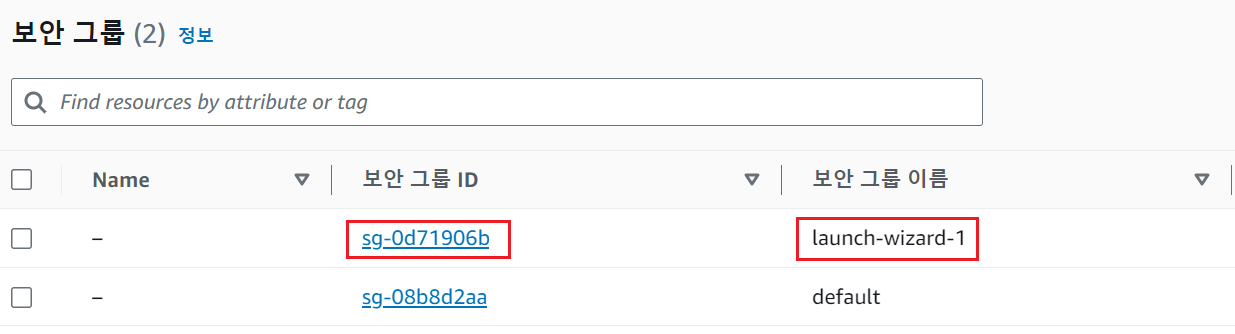 보안 그룹 (2) 정보
Find resources by attribute or tag
Name 보안 그룹 ID 보안 그룹 이름
– sg-0d71906b launch-wizard-1
– sg-08b8d2aa default